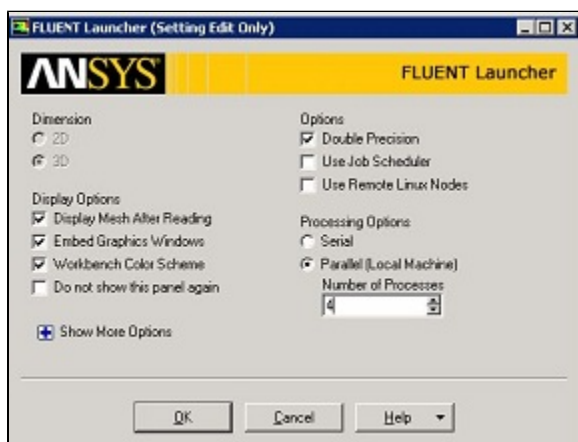 FLUENT Launcher (Setting Edit Only)
ANSYS
FLUENT Launcher
Dimension
2D
3D
Display Options
Display Mesh After Reading
Embed Graphics Windows
Workbench Color Scheme
Do not show this panel again
Show More Options
Options
Double Precision
Use Job Scheduler
Use Remote Linux Nodes
Processing Options
Serial
Parallel (Local Machine)
Number of Processes
4
OK
Cancel
Help